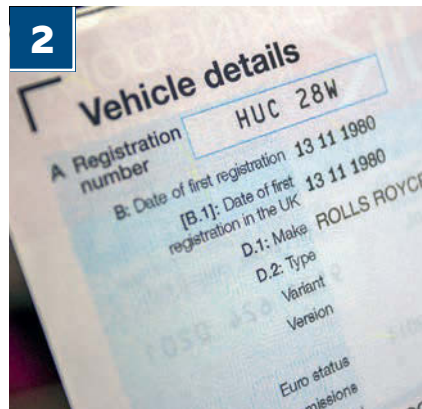 2
Vehicle details
A Registration number HUC 28W
B: Date of first registration 13 11 1980
[B.1]: Date of first registration in the UK 13 11 1980
D.1: Make ROLLS ROYCE
D.2: Type
Variant
Version
Euro status